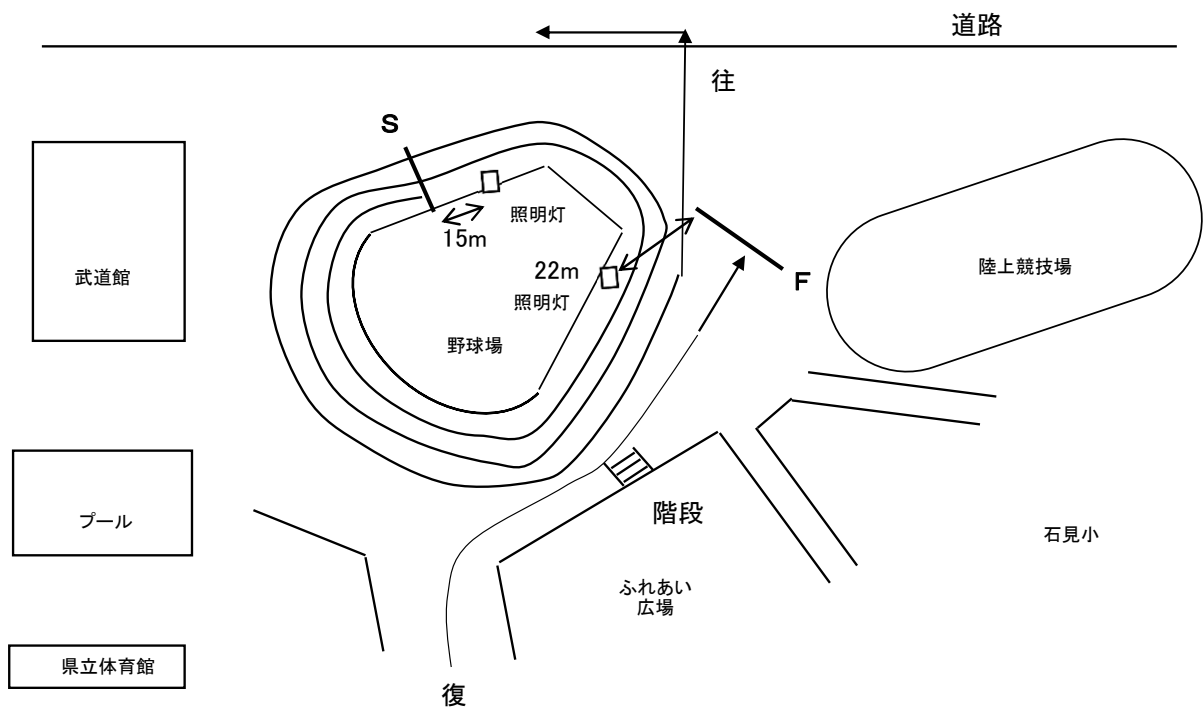 道路
往
S
照明灯
15m
武道館
22m
照明灯
F
陸上競技場
野球場
プール
階段
石見小
ふれあい
広場
県立体育館
復